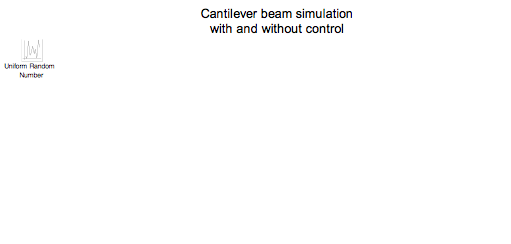 Cantilever beam simulation
with and without control
Uniform Random
Number